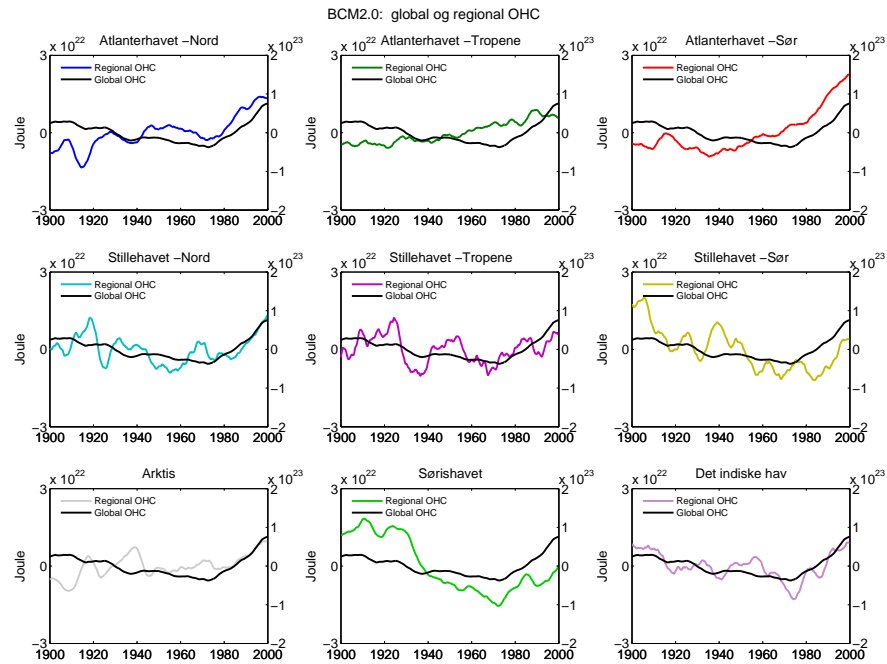 BCM2.0: global og regional OHC
Atlanterhavet −Nord
Atlanterhavet −Tropene
Atlanterhavet −Sør
x 10^22
x 10^23
x 10^22
x 10^23
x 10^22
x 10^23
Regional OHC
Global OHC
Regional OHC
Global OHC
Regional OHC
Global OHC
Joule
Joule
Joule
3
0
−3
2
1
0
−1
−2
3
0
−3
2
1
0
−1
−2
3
0
−3
2
1
0
−1
−2
1900 1920 1940 1960 1980 2000
1900 1920 1940 1960 1980 2000
1900 1920 1940 1960 1980 2000
Stillehavet −Nord
Stillehavet −Tropene
Stillehavet −Sør
x 10^22
x 10^23
x 10^22
x 10^23
x 10^22
x 10^23
Regional OHC
Global OHC
Regional OHC
Global OHC
Regional OHC
Global OHC
Joule
Joule
Joule
3
0
−3
2
1
0
−1
−2
3
0
−3
2
1
0
−1
−2
3
0
−3
2
1
0
−1
−2
1900 1920 1940 1960 1980 2000
1900 1920 1940 1960 1980 2000
1900 1920 1940 1960 1980 2000
Arktis
Sørishavet
Det indiske hav
x 10^22
x 10^23
x 10^22
x 10^23
x 10^22
x 10^23
Regional OHC
Global OHC
Regional OHC
Global OHC
Regional OHC
Global OHC
Joule
Joule
Joule
3
0
−3
2
1
0
−1
−2
3
0
−3
2
1
0
−1
−2
3
0
−3
2
1
0
−1
−2
1900 1920 1940 1960 1980 2000
1900 1920 1940 1960 1980 2000
1900 1920 1940 1960 1980 2000